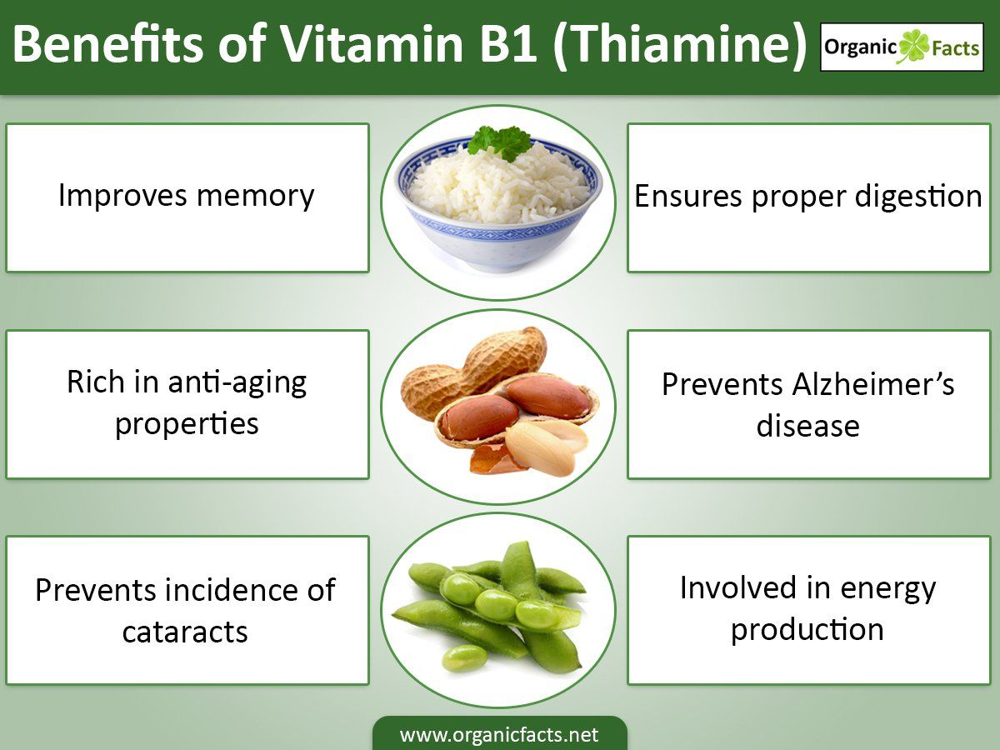 Benefits of Vitamin B1 (Thiamine)
Organic Facts
Improves memory
Ensures proper digestion
Rich in anti-aging
properties
Prevents Alzheimer’s
disease
Prevents incidence of
cataracts
Involved in energy
production
www.organicfacts.net